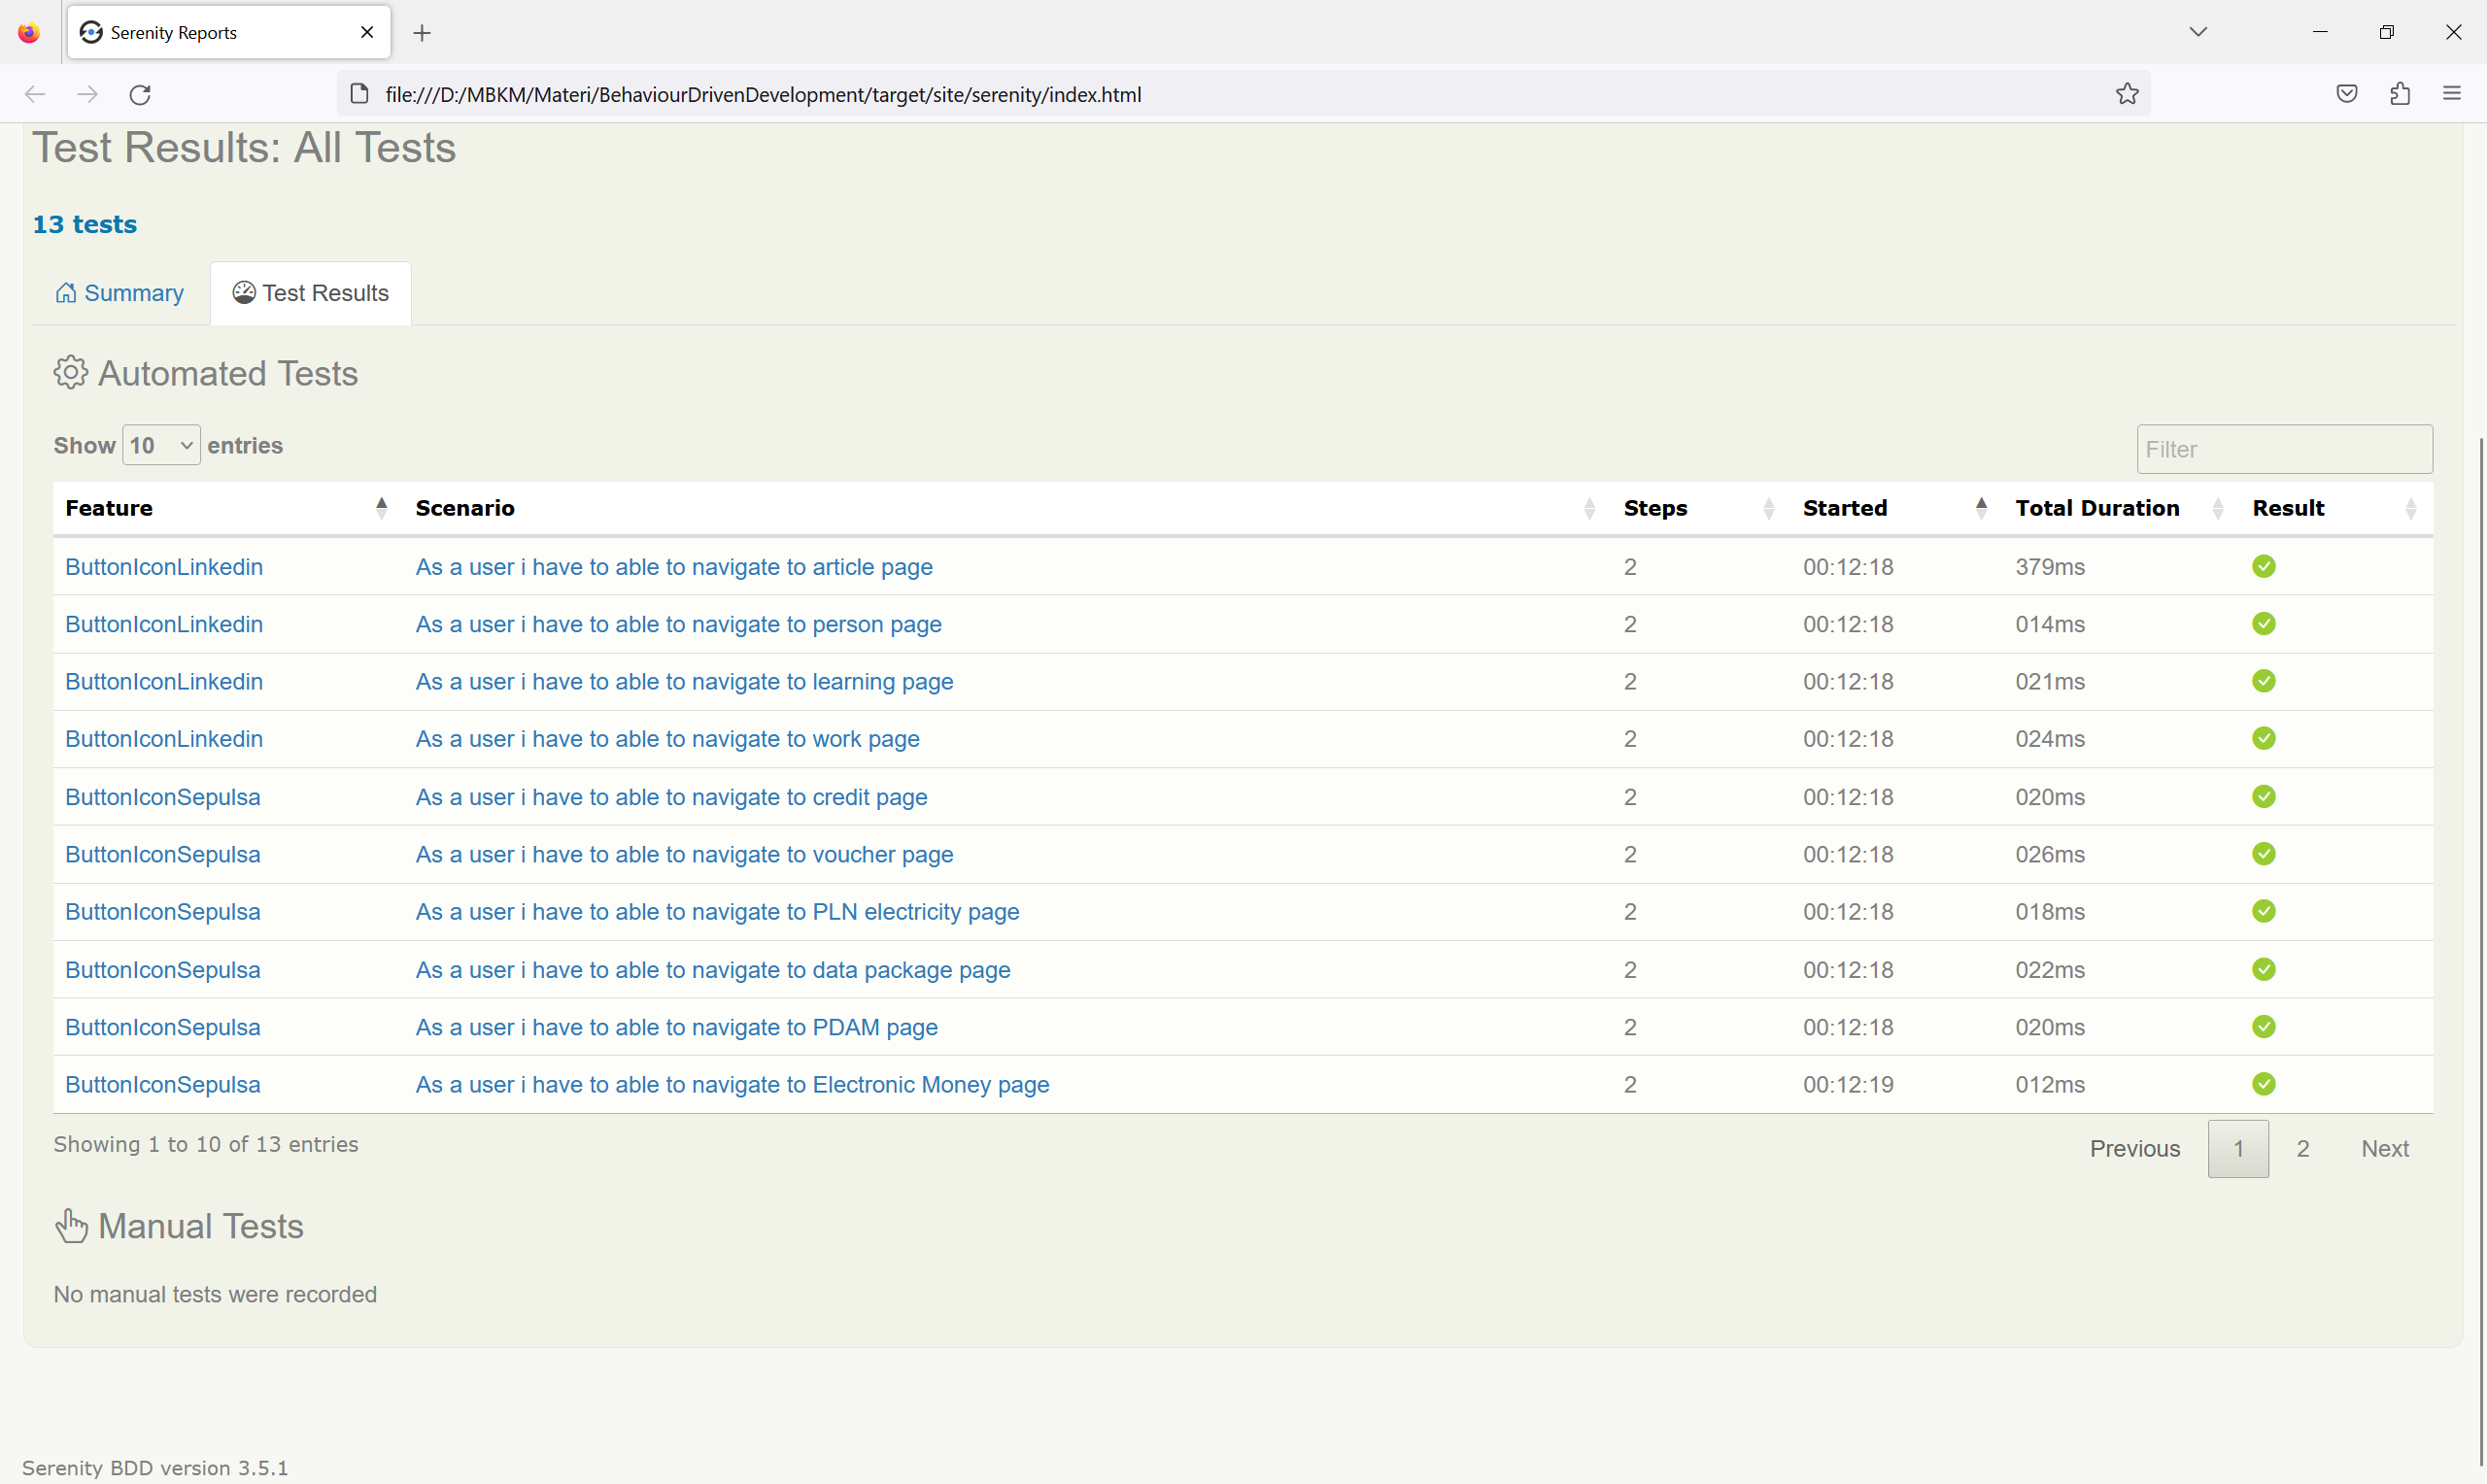 Serenity Reports
file:///D:/MBKM/Materi/BehaviourDrivenDevelopment/target/site/serenity/index.html
Test Results: All Tests
13 tests
Summary Test Results
Automated Tests
Show 10 entries Filter
Feature Scenario Steps Started Total Duration Result
ButtonIconLinkedin As a user i have to able to navigate to article page 2 00:12:18 379ms
ButtonIconLinkedin As a user i have to able to navigate to person page 2 00:12:18 014ms
ButtonIconLinkedin As a user i have to able to navigate to learning page 2 00:12:18 021ms
ButtonIconLinkedin As a user i have to able to navigate to work page 2 00:12:18 024ms
ButtonIconSepulsa As a user i have to able to navigate to credit page 2 00:12:18 020ms
ButtonIconSepulsa As a user i have to able to navigate to voucher page 2 00:12:18 026ms
ButtonIconSepulsa As a user i have to able to navigate to PLN electricity page 2 00:12:18 018ms
ButtonIconSepulsa As a user i have to able to navigate to data package page 2 00:12:18 022ms
ButtonIconSepulsa As a user i have to able to navigate to PDAM page 2 00:12:18 020ms
ButtonIconSepulsa As a user i have to able to navigate to Electronic Money page 2 00:12:19 012ms
Showing 1 to 10 of 13 entries Previous 1 2 Next
Manual Tests
No manual tests were recorded
Serenity BDD version 3.5.1